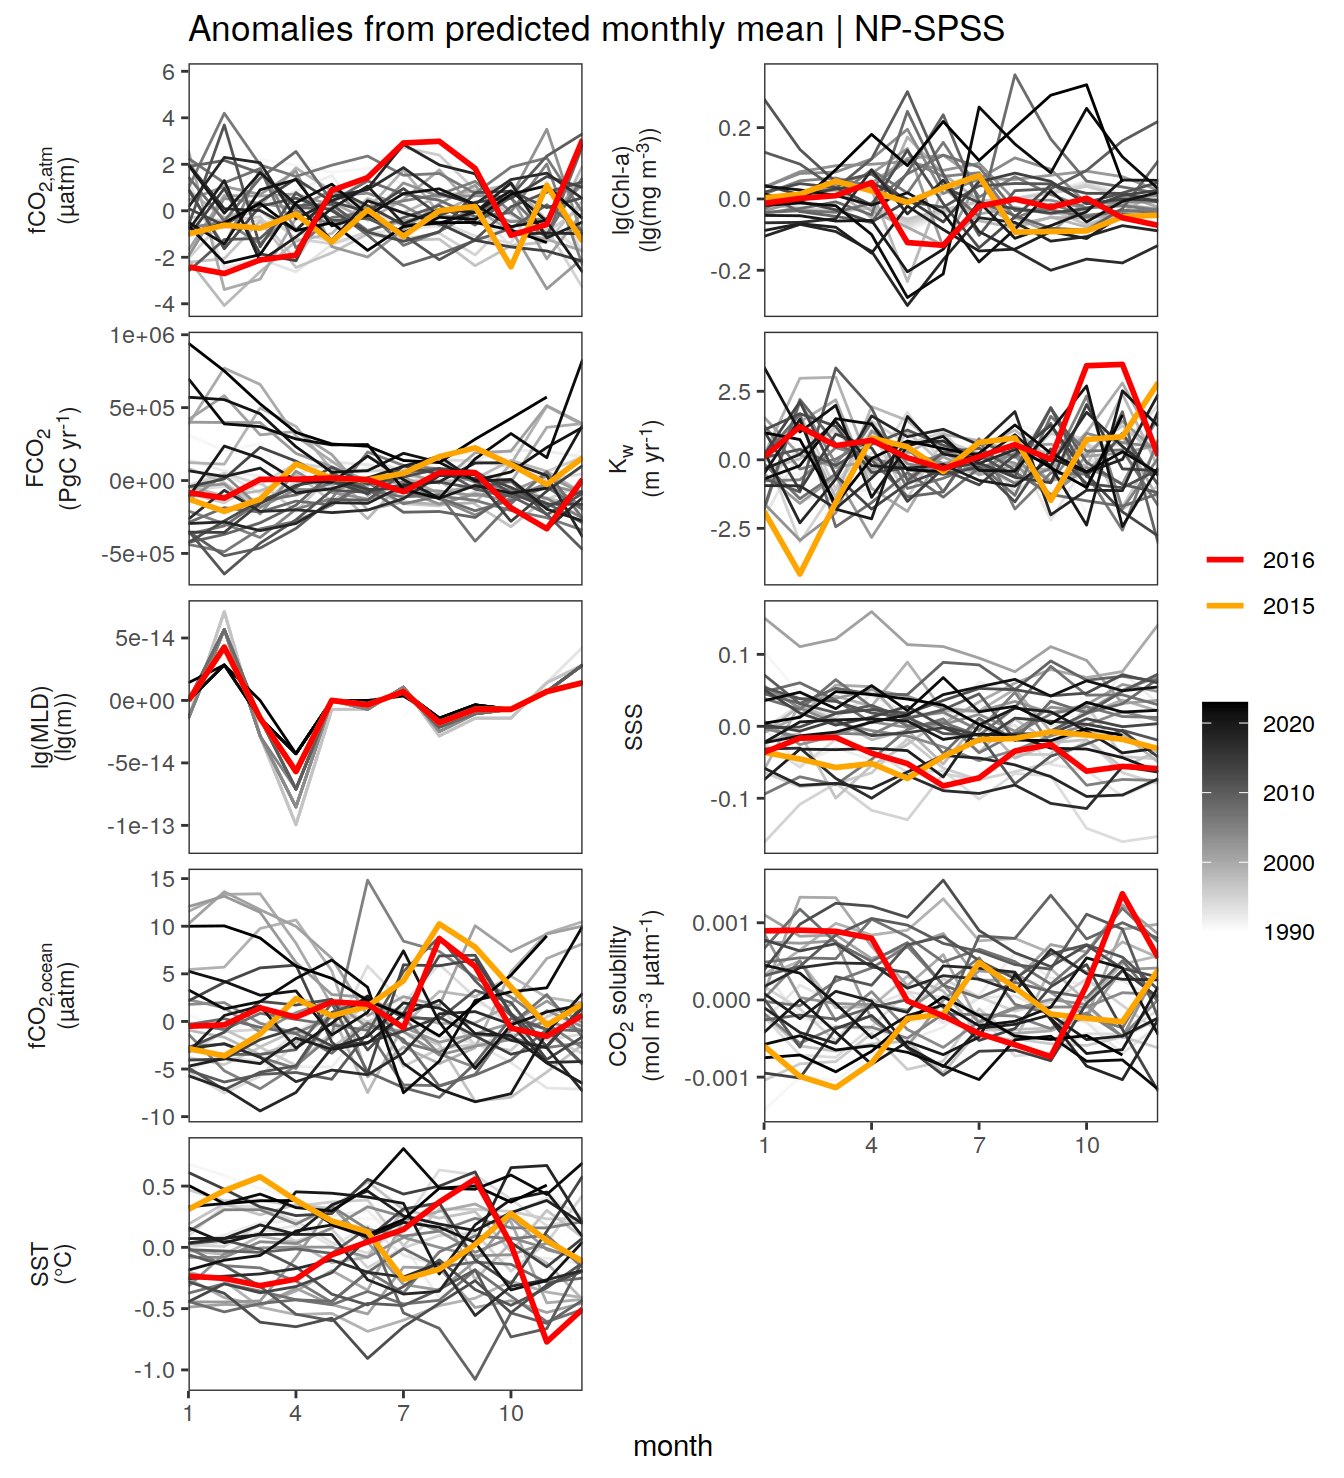 Anomalies from predicted monthly mean | NP-SPSS
fCO2,atm
(µatm)
6
4
2
0
-2
-4
lg(Chl-a)
(lg(mg m-3))
0.2
0.0
-0.2
FCO2
(PgC yr-1)
1e+06
5e+05
0e+00
-5e+05
Kw
(m yr-1)
2.5
0.0
-2.5
lg(MLD)
(lg(m))
5e-14
0e+00
-5e-14
-1e-13
SSS
0.1
0.0
-0.1
fCO2,ocean
(µatm)
15
10
5
0
-5
-10
CO2 solubility
(mol m-3 µatm-1)
0.001
0.000
-0.001
1 4 7 10
SST
(°C)
0.5
0.0
-0.5
-1.0
1 4 7 10
month
2016
2015
2020
2010
2000
1990